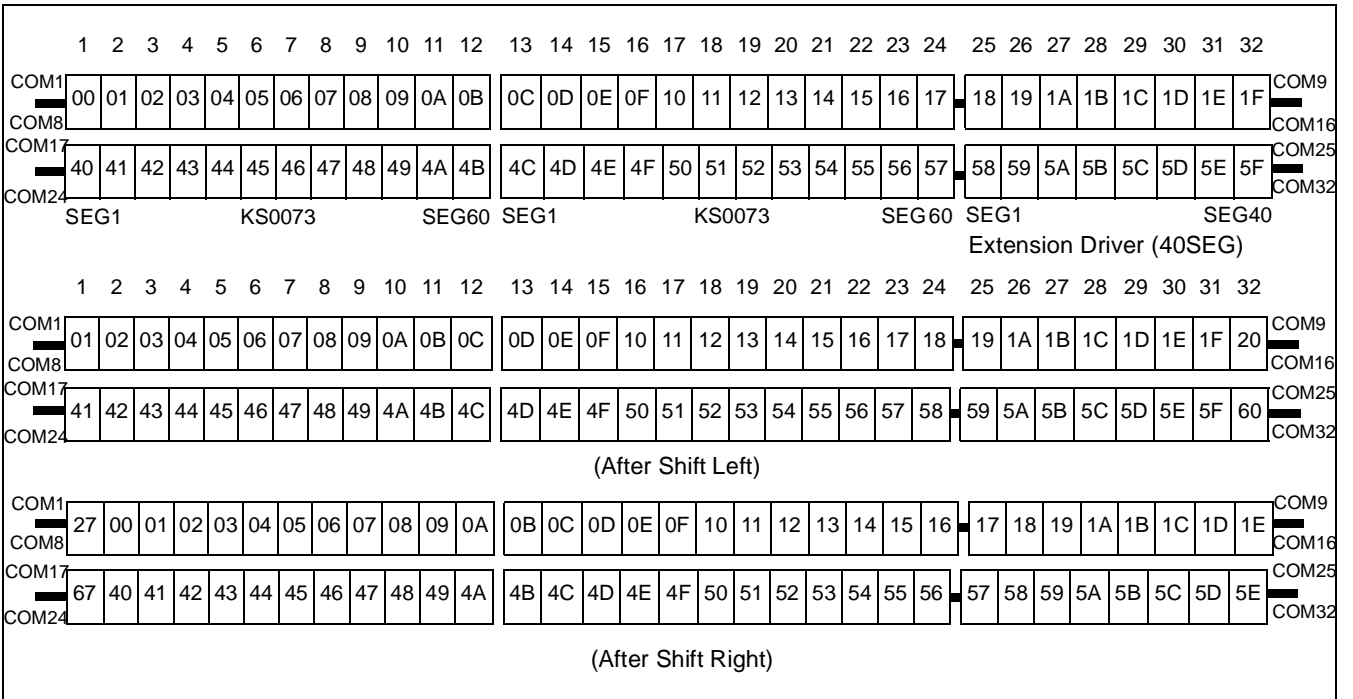 1 2 3 4 5 6 7 8 9 10 11 12 13 14 15 16 17 18 19 20 21 22 23 24 25 26 27 28 29 30 31 32
COM1 COM9
00 01 02 03 04 05 06 07 08 09 0A 0B 0C 0D 0E 0F 10 11 12 13 14 15 16 17 18 19 1A 1B 1C 1D 1E 1F
COM8 COM16
COM17 COM25
40 41 42 43 44 45 46 47 48 49 4A 4B 4C 4D 4E 4F 50 51 52 53 54 55 56 57 58 59 5A 5B 5C 5D 5E 5F
COM24 COM32
SEG1 KS0073 SEG60 SEG1 KS0073 SEG60 SEG1 SEG40
Extension Driver (40SEG)
1 2 3 4 5 6 7 8 9 10 11 12 13 14 15 16 17 18 19 20 21 22 23 24 25 26 27 28 29 30 31 32
COM1 COM9
01 02 03 04 05 06 07 08 09 0A 0B 0C 0D 0E 0F 10 11 12 13 14 15 16 17 18 19 1A 1B 1C 1D 1E 1F 20
COM8 COM16
COM17 COM25
41 42 43 44 45 46 47 48 49 4A 4B 4C 4D 4E 4F 50 51 52 53 54 55 56 57 58 59 5A 5B 5C 5D 5E 5F 60
COM24 COM32
(After Shift Left)
COM1 COM9
27 00 01 02 03 04 05 06 07 08 09 0A 0B 0C 0D 0E 0F 10 11 12 13 14 15 16 17 18 19 1A 1B 1C 1D 1E
COM8 COM16
COM17 COM25
67 40 41 42 43 44 45 46 47 48 49 4A 4B 4C 4D 4E 4F 50 51 52 53 54 55 56 57 58 59 5A 5B 5C 5D 5E
COM24 COM32
(After Shift Right)